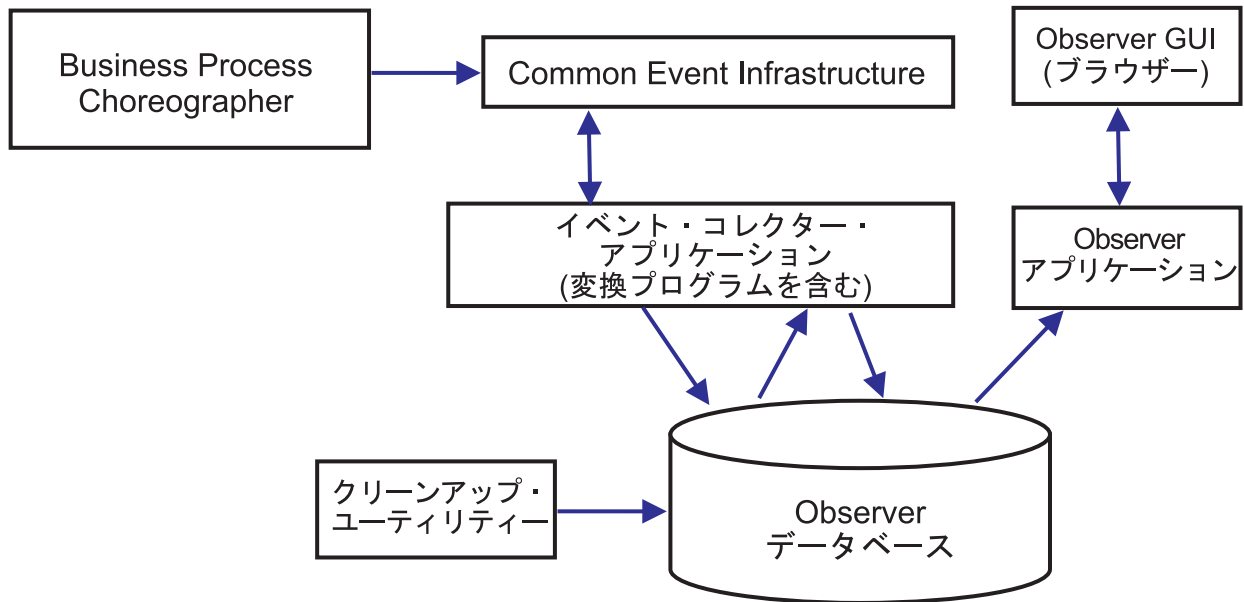 Business Process
Choreographer
Common Event Infrastructure
Observer GUI
(ブラウザー)
イベント・コレクター・
アプリケーション
(変換プログラムを含む)
Observer
アプリケーション
クリーンアップ・
ユーティリティー
Observer
データベース